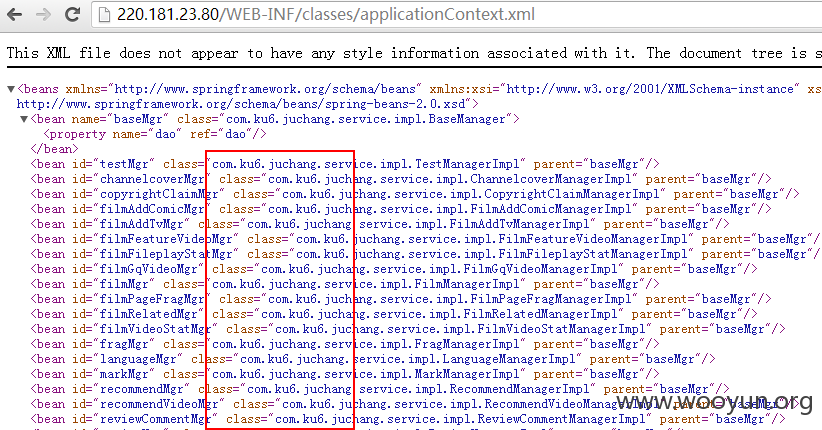 220.181.23.80/WEB-INF/classes/applicationContext.xml
This XML file does not appear to have any style information associated with it. The document tree is s
▼<beans xmlns="http://www.springframework.org/schema/beans" xmlns:xsi="http://www.w3.org/2001/XMLSchema-instance" xs
http://www.springframework.org/schema/beans/spring-beans-2.0.xsd">
▼<bean name="baseMgr" class="com.ku6.juchang.service.impl.BaseManager">
<property name="dao" ref="dao"/>
</bean>
<bean id="testMgr" class="com.ku6.juchang.service.impl.TestManagerImpl" parent="baseMgr"/>
<bean id="channelcoverMgr" class="com.ku6.juchang.service.impl.ChannelcoverManagerImpl" parent="baseMgr"/>
<bean id="copyrightClaimMgr" class="com.ku6.juchang.service.impl.CopyrightClaimManagerImpl" parent="baseMgr"/>
<bean id="filmAddComicMgr" class="com.ku6.juchang.service.impl.FilmAddComicManagerImpl" parent="baseMgr"/>
<bean id="filmAddTvMgr" class="com.ku6.juchang.service.impl.FilmAddTvManagerImpl" parent="baseMgr"/>
<bean id="filmFeatureVideoMgr" class="com.ku6.juchang.service.impl.FilmFeatureVideoManagerImpl" parent="baseMgr"/>
<bean id="filmFileplayStatMgr" class="com.ku6.juchang.service.impl.FilmFileplayStatManagerImpl" parent="baseMgr"/>
<bean id="filmGqVideoMgr" class="com.ku6.juchang.service.impl.FilmGqVideoManagerImpl" parent="baseMgr"/>
<bean id="filmMgr" class="com.ku6.juchang.service.impl.FilmManagerImpl" parent="baseMgr"/>
<bean id="filmPageFragMgr" class="com.ku6.juchang.service.impl.FilmPageFragManagerImpl" parent="baseMgr"/>
<bean id="filmRelatedMgr" class="com.ku6.juchang.service.impl.FilmRelatedManagerImpl" parent="baseMgr"/>
<bean id="filmVideoStatMgr" class="com.ku6.juchang.service.impl.FilmVideoStatManagerImpl" parent="baseMgr"/>
<bean id="fragMgr" class="com.ku6.juchang.service.impl.FragManagerImpl" parent="baseMgr"/>
<bean id="languageMgr" class="com.ku6.juchang.service.impl.LanguageManagerImpl" parent="baseMgr"/>
<bean id="markMgr" class="com.ku6.juchang.service.impl.MarkManagerImpl" parent="baseMgr"/>
<bean id="recommendMgr" class="com.ku6.juchang.service.impl.RecommendManagerImpl" parent="baseMgr"/>
<bean id="recommendVideoMgr" class="com.ku6.juchang.service.impl.RecommendVideoManagerImpl" parent="baseMgr"/>
<bean id="reviewCommentMgr" class="com.ku6.juchang.service.impl.ReviewCommentManagerImpl" parent="baseMgr"/>
www.wooyun.org